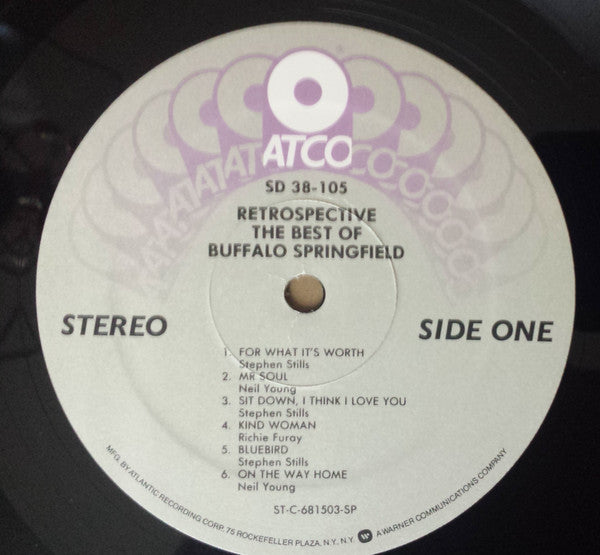 ATCO
SD 38-105
RETROSPECTIVE
THE BEST OF
BUFFALO SPRINGFIELD
STEREO
SIDE ONE
1. FOR WHAT IT'S WORTH
Stephen Stills
2. MR SOUL
Neil Young
3. SIT DOWN, I THINK I LOVE YOU
Stephen Stills
4. KIND WOMAN
Richie Furay
5. BLUEBIRD
Stephen Stills
6. ON THE WAY HOME
Neil Young
ST-C-681503-SP
MFG. BY ATLANTIC RECORDING CORP. 75 ROCKEFELLER PLAZA, N.Y., N.Y. A WARNER COMMUNICATIONS COMPANY